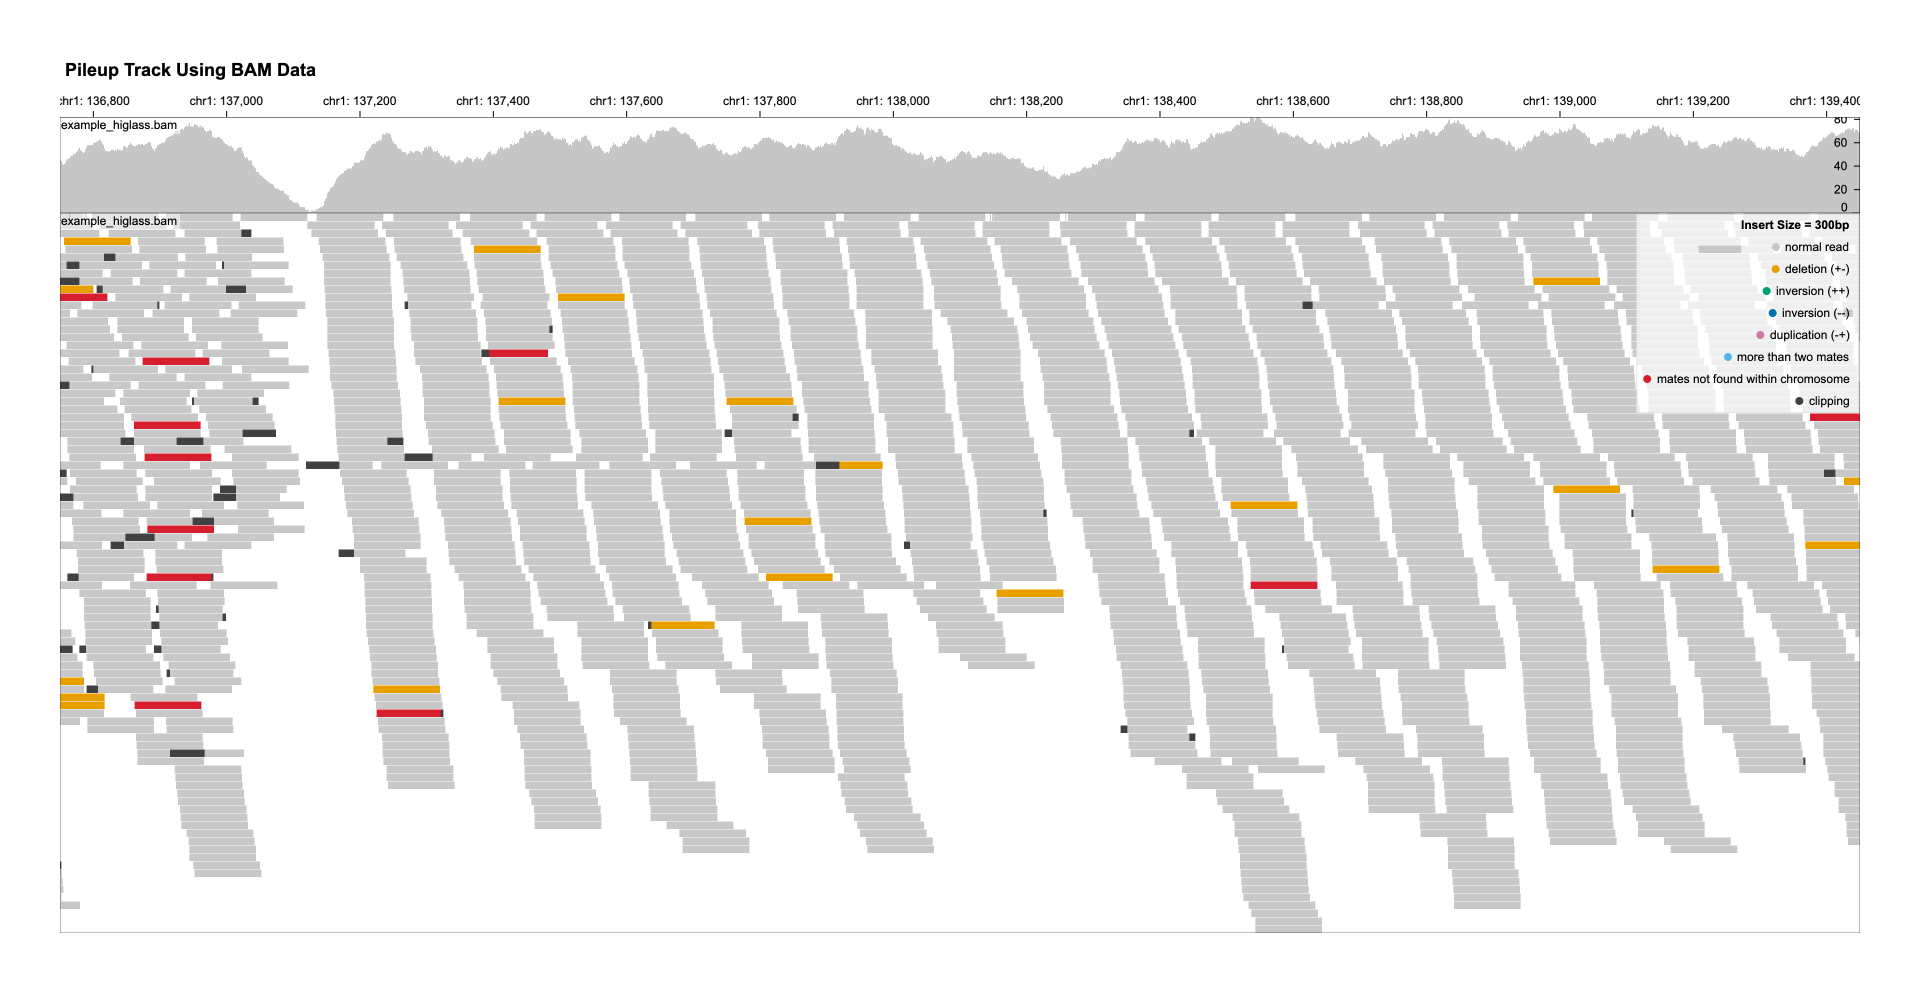 Pileup Track Using BAM Data
chr1: 136,800 chr1: 137,000 chr1: 137,200 chr1: 137,400 chr1: 137,600 chr1: 137,800 chr1: 138,000 chr1: 138,200 chr1: 138,400 chr1: 138,600 chr1: 138,800 chr1: 139,000 chr1: 139,200 chr1: 139,400
example_higlass.bam
80
60
40
20
0
example_higlass.bam
Insert Size = 300bp
normal read
deletion (+-)
inversion (++)
inversion (--)
duplication (-+)
more than two mates
mates not found within chromosome
clipping